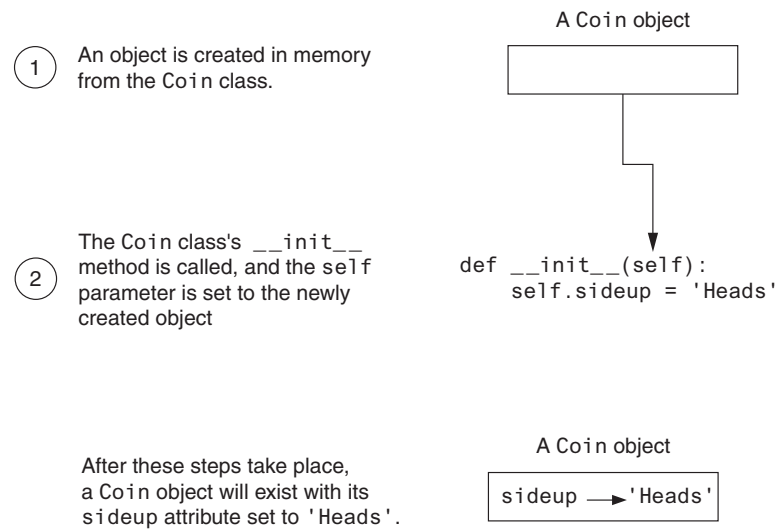 A Coin object
1
An object is created in memory
from the Coin class.
2
The Coin class's __init__
method is called, and the self
parameter is set to the newly
created object
def __init__(self):
    self.sideup = 'Heads'
After these steps take place,
a Coin object will exist with its
sideup attribute set to 'Heads'.
A Coin object
sideup 'Heads'